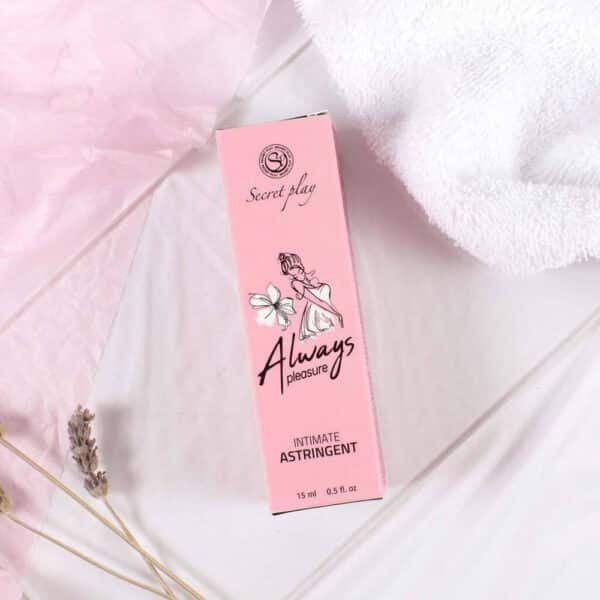 Secret play
Always
pleasure
INTIMATE
ASTRINGENT
15 ml 0.5 fl. oz